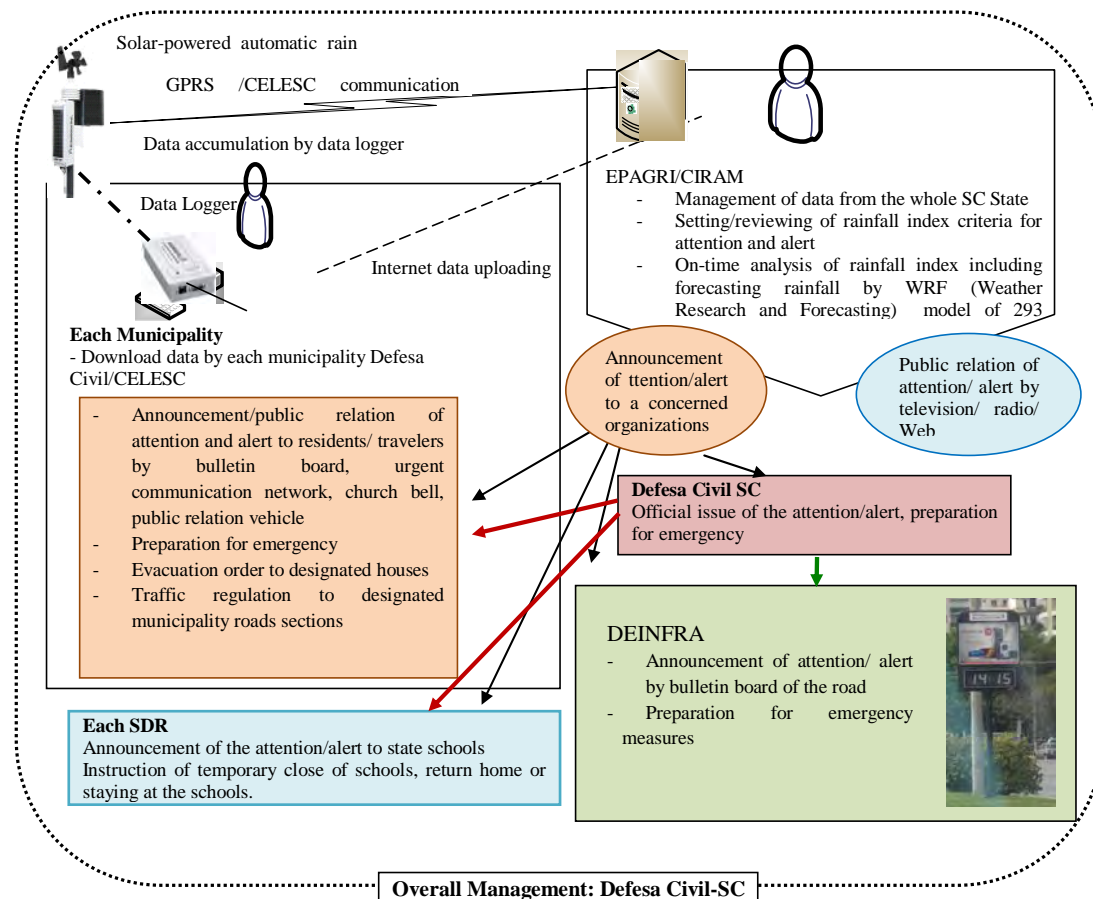 Solar-powered automatic rain
GPRS /CELESC communication
Data accumulation by data logger
Data Logger
Internet data uploading
Each Municipality
- Download data by each municipality Defesa
Civil/CELESC
- Announcement/public relation of
attention and alert to residents/ travelers
by bulletin board, urgent
communication network, church bell,
public relation vehicle
- Preparation for emergency
- Evacuation order to designated houses
- Traffic regulation to designated
municipality roads sections
EPAGRI/CIRAM
- Management of data from the whole SC State
- Setting/reviewing of rainfall index criteria for
attention and alert
- On-time analysis of rainfall index including
forecasting rainfall by WRF (Weather
Research and Forecasting) model of 293
Announcement
of ttention/alert
to a concerned
organizations
Public relation of
attention/ alert by
television/ radio/
Web
Defesa Civil SC
Official issue of the attention/alert, preparation
for emergency
DEINFRA
- Announcement of attention/ alert
by bulletin board of the road
- Preparation for emergency
measures
14:15
Each SDR
Announcement of the attention/alert to state schools
Instruction of temporary close of schools, return home or
staying at the schools.
Overall Management: Defesa Civil-SC